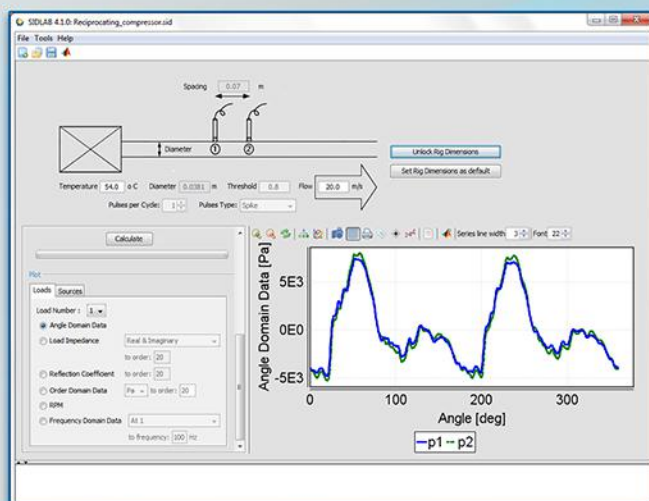 SIDLAB 4.1.0: Reciprocating_compressor.sid
File Tools Help
Spacing 0.07 m
Diameter 1 2
Unlock Rig Dimensions
Set Rig Dimensions as default
Temperature 54.0 o C Diameter 0.0381 m Threshold 0.8 Flow 20.0 m/s
Pulses per Cycle: 1 Pulses Type: Spike
Calculate
Series line width 3 Font 22
Plot
Loads Sources
Load Number : 1
Angle Domain Data
Load Impedance Real & Imaginary
to order: 20
Reflection Coefficient to order: 20
Order Domain Data Pa to order: 20
RPM
Frequency Domain Data At 1
to frequency: 100 Hz
Angle Domain Data [Pa]
5E3
0E0
-5E3
0 100 200 300
Angle [deg]
p1 p2